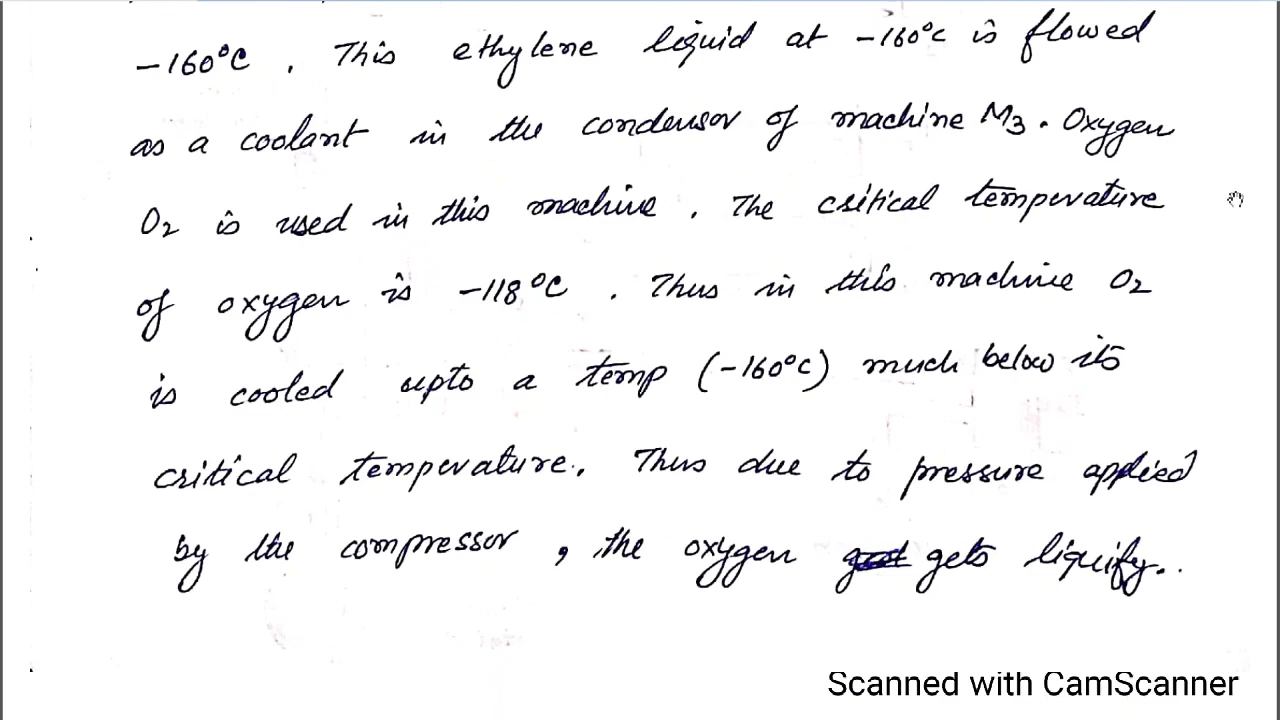 -160°C . This ethylene liquid at -160°c is flowed
as a coolant in the condensor of machine M3. Oxygen
O2 is used in this machine . The critical temperature
of oxygen is -118°C . Thus in this machine O2
is cooled upto a temp (-160°C) much below its
critical temperature. Thus due to pressure applied
by the compressor , the oxygen gets liquify..
Scanned with CamScanner